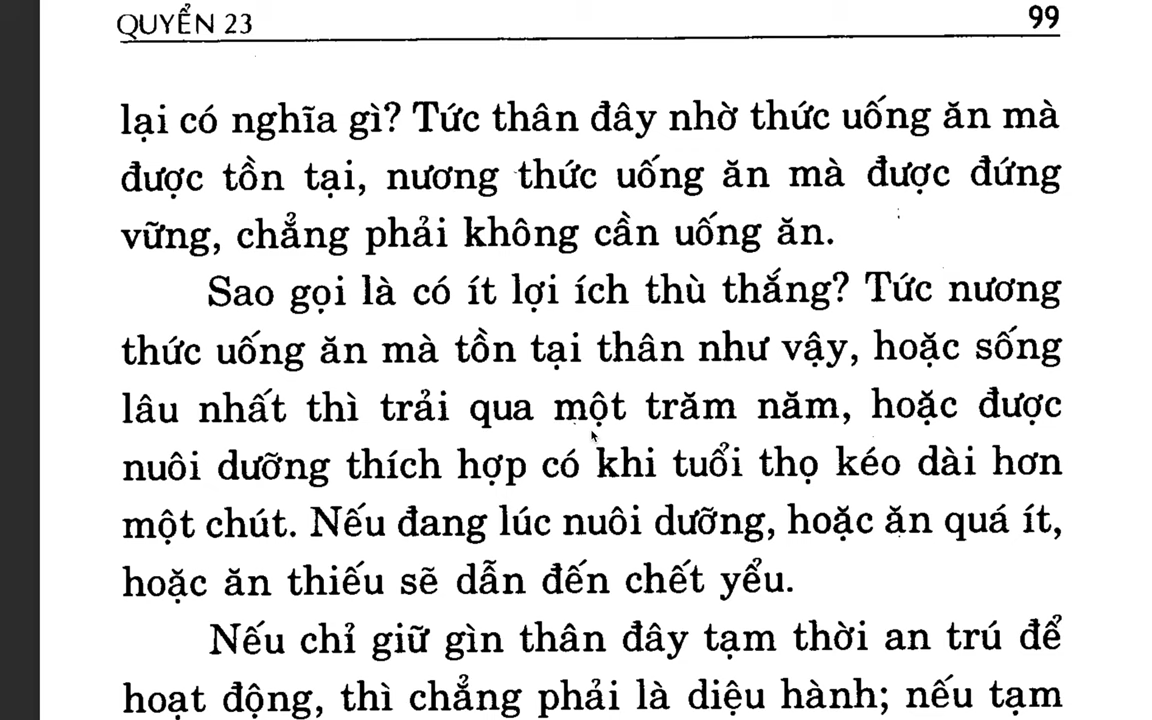 QUYỂN 23
99
lại có nghĩa gì? Tức thân đây nhờ thức uống ăn mà
được tồn tại, nương thức uống ăn mà được đứng
vững, chẳng phải không cần uống ăn.
Sao gọi là có ít lợi ích thù thắng? Tức nương
thức uống ăn mà tồn tại thân như vậy, hoặc sống
lâu nhất thì trải qua một trăm năm, hoặc được
nuôi dưỡng thích hợp có khi tuổi thọ kéo dài hơn
một chút. Nếu đang lúc nuôi dưỡng, hoặc ăn quá ít,
hoặc ăn thiếu sẽ dẫn đến chết yểu.
Nếu chỉ giữ gìn thân đây tạm thời an trú để
hoạt động, thì chẳng phải là diệu hành; nếu tạm